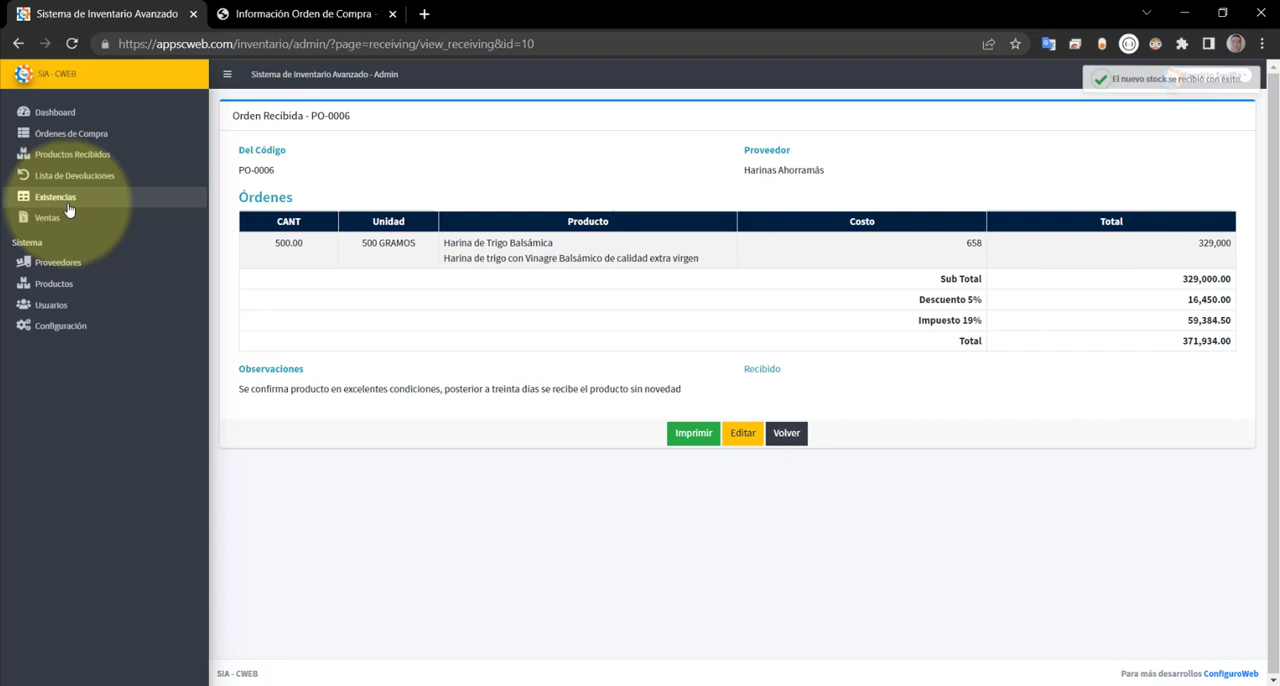 Sistema de Inventario Avanzado
Información Orden de Compra -
https://appscweb.com/inventario/admin/?page=receiving/view_receiving&id=10
SIA - CWEB
Sistema de Inventario Avanzado - Admin
El nuevo stock se recibió con éxito.
Dashboard
Órdenes de Compra
Productos Recibidos
Lista de Devoluciones
Existencias
Ventas
Sistema
Proveedores
Productos
Usuarios
Configuración
Orden Recibida - PO-0006
Del Código
Proveedor
PO-0006
Harinas Ahorramás
Órdenes
CANT Unidad Producto Costo Total
500.00 500 GRAMOS Harina de Trigo Balsámica 658 329,000
Harina de trigo con Vinagre Balsámico de calidad extra virgen
Sub Total 329,000.00
Descuento 5% 16,450.00
Impuesto 19% 59,384.50
Total 371,934.00
Observaciones
Recibido
Se confirma producto en excelentes condiciones, posterior a treinta días se recibe el producto sin novedad
Imprimir Editar Volver
SIA - CWEB
Para más desarrollos ConfiguroWeb